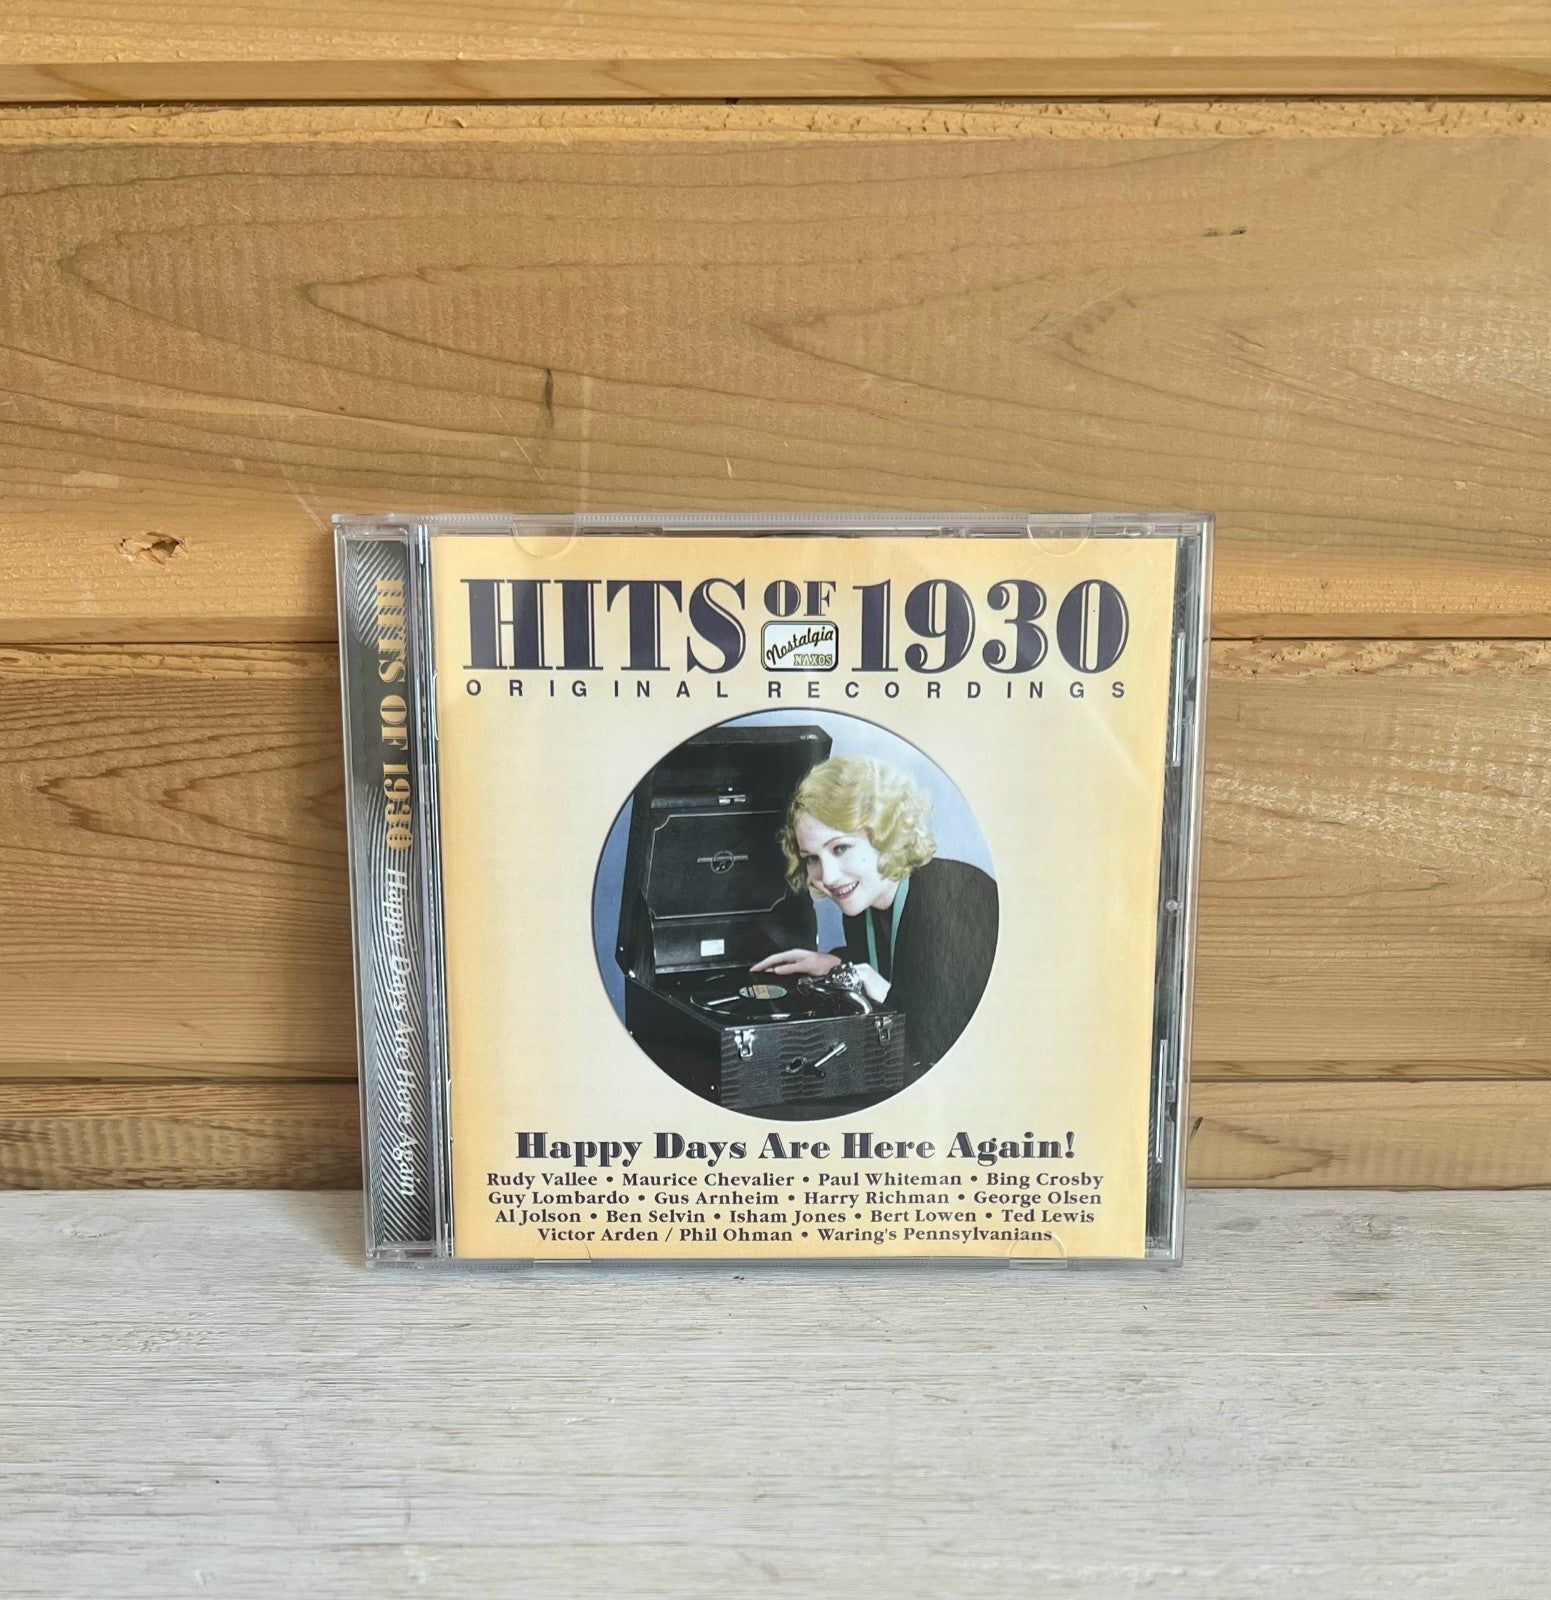 HITS OF 1930
Nostalgia
NAXOS
ORIGINAL RECORDINGS
Happy Days Are Here Again!
Rudy Vallee • Maurice Chevalier • Paul Whiteman • Bing Crosby
Guy Lombardo • Gus Arnheim • Harry Richman • George Olsen
Al Jolson • Ben Selvin • Isham Jones • Bert Lowen • Ted Lewis
Victor Arden / Phil Ohman • Waring's Pennsylvanians
HITS OF 1930 Happy Days Are Here Again